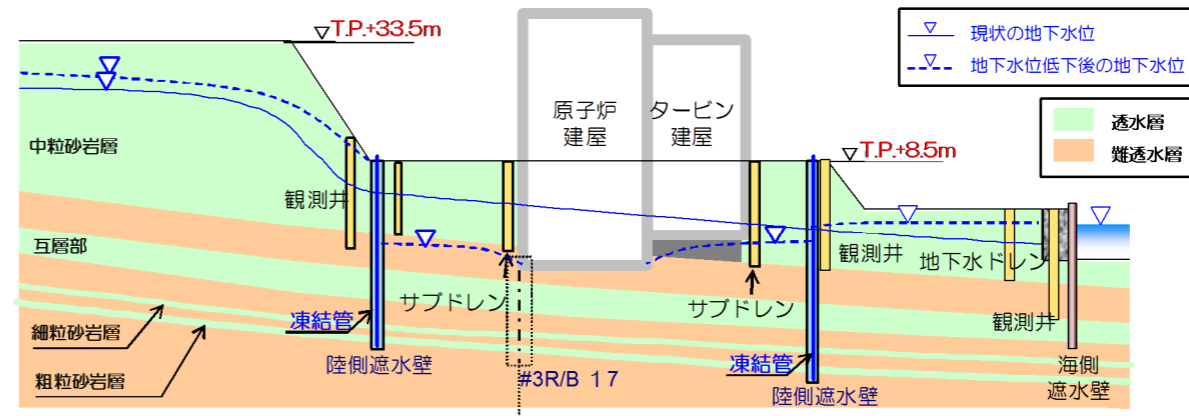 T.P.+33.5m
現状の地下水位
地下水位低下後の地下水位
透水層
難透水層
原子炉
建屋
タービン
建屋
T.P.+8.5m
中粒砂岩層
観測井
互層部
サブドレン
サブドレン
観測井
地下水ドレン
観測井
細粒砂岩層
粗粒砂岩層
凍結管
陸側遮水壁
#3R/B 17
凍結管
陸側遮水壁
海側
遮水壁